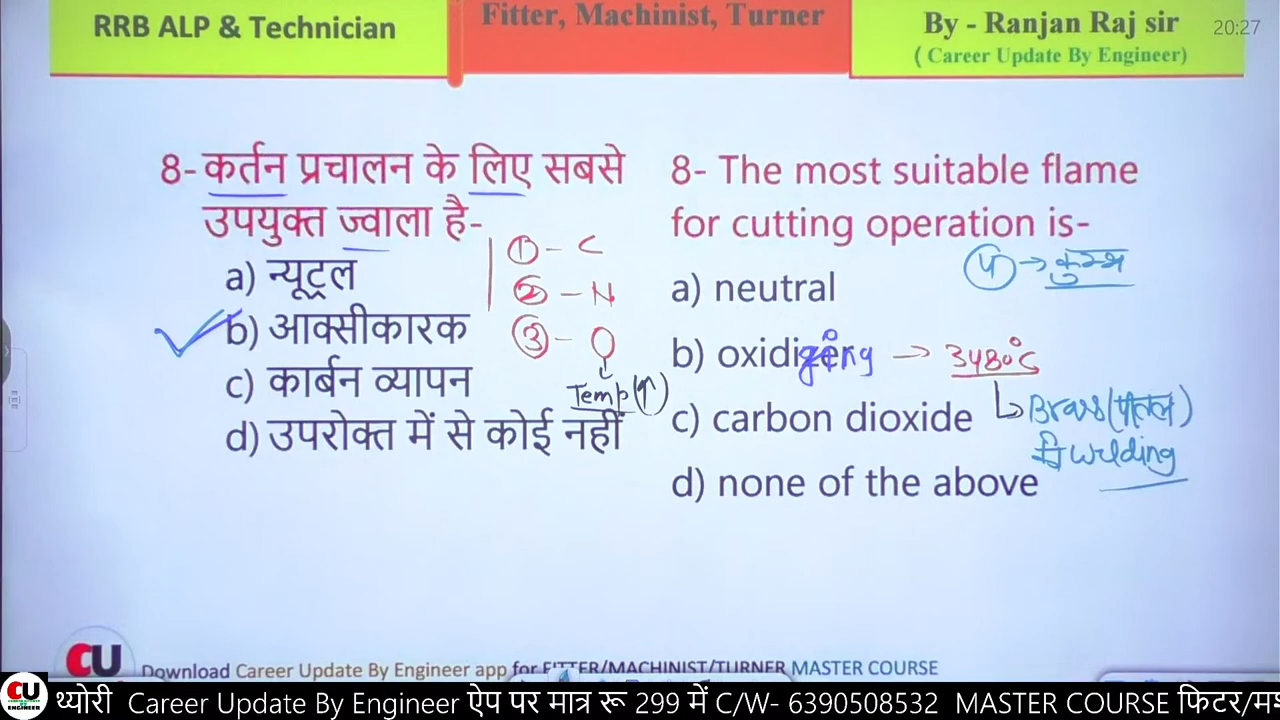 RRB ALP & Technician
Fitter, Machinist, Turner
By - Ranjan Raj sir
( Career Update By Engineer)
20:27
8- कर्तन प्रचालन के लिए सबसे
उपयुक्त ज्वाला है-
a) न्यूट्रल
b) आक्सीकारक
c) कार्बन व्यापन
d) उपरोक्त में से कोई नहीं
① - C
② - N
③ - O
Temp(↑)
8- The most suitable flame
for cutting operation is-
a) neutral
b) oxidizing → 3480°C
c) carbon dioxide
d) none of the above
Brass(पीतल)
welding
CU
Download Career Update By Engineer app for FITTER/MACHINIST/TURNER MASTER COURSE
CU
ENGINEER
थ्योरी Career Update By Engineer ऐप पर मात्र रू 299 में C/W- 6390508532 MASTER COURSE फिटर/मश